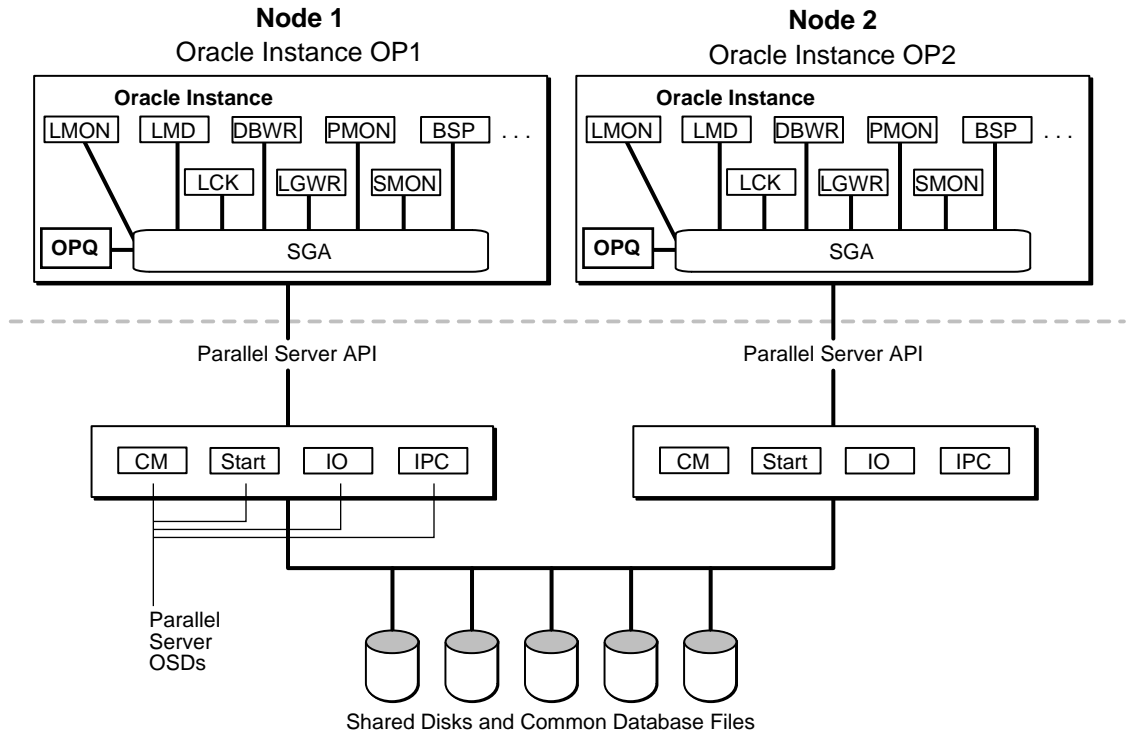 Node 1
Oracle Instance OP1
Node 2
Oracle Instance OP2
Oracle Instance
LMON LMD DBWR PMON BSP . . .
LCK LGWR SMON
OPQ SGA
Oracle Instance
LMON LMD DBWR PMON BSP . . .
LCK LGWR SMON
OPQ SGA
Parallel Server API
Parallel Server API
CM Start IO IPC
CM Start IO IPC
Parallel
Server
OSDs
Shared Disks and Common Database Files